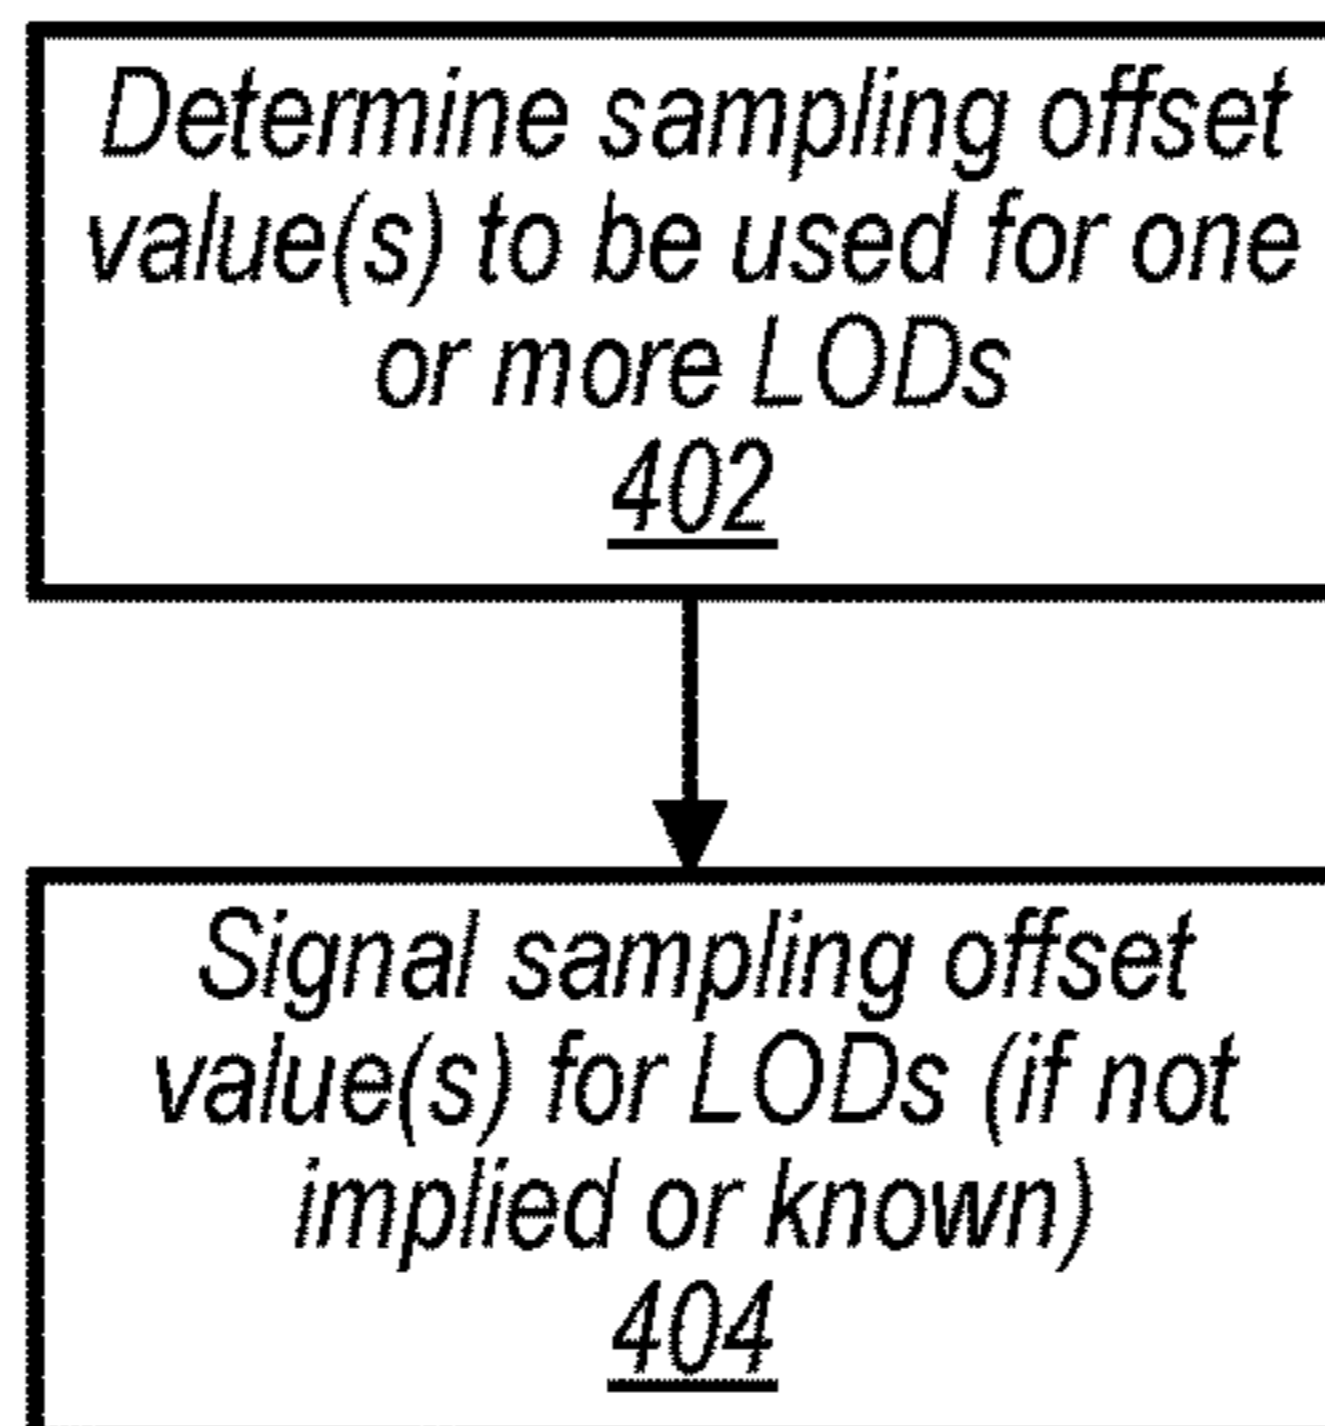 Determine sampling offset
value(s) to be used for one
or more LODs
402
Signal sampling offset
value(s) for LODs (if not
implied or known)
404